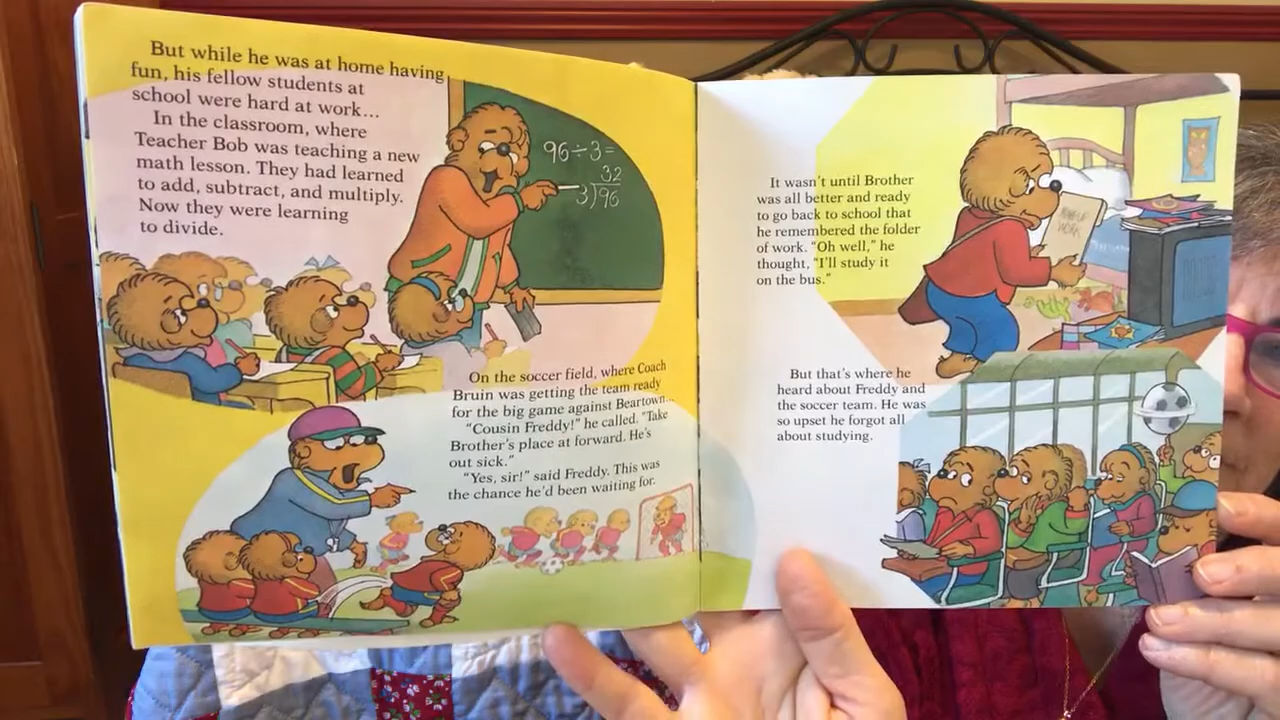 But while he was at home having
fun, his fellow students at
school were hard at work...
In the classroom, where
Teacher Bob was teaching a new
math lesson. They had learned
to add, subtract, and multiply.
Now they were learning
to divide.
96÷3=
32
3)96
On the soccer field, where Coach
Bruin was getting the team ready
for the big game against Beartown...
"Cousin Freddy!" he called. "Take
Brother's place at forward. He's
out sick."
"Yes, sir!" said Freddy. This was
the chance he'd been waiting for.
It wasn't until Brother
was all better and ready
to go back to school that
he remembered the folder
of work. "Oh well," he
thought, "I'll study it
on the bus."
But that's where he
heard about Freddy and
the soccer team. He was
so upset he forgot all
about studying.